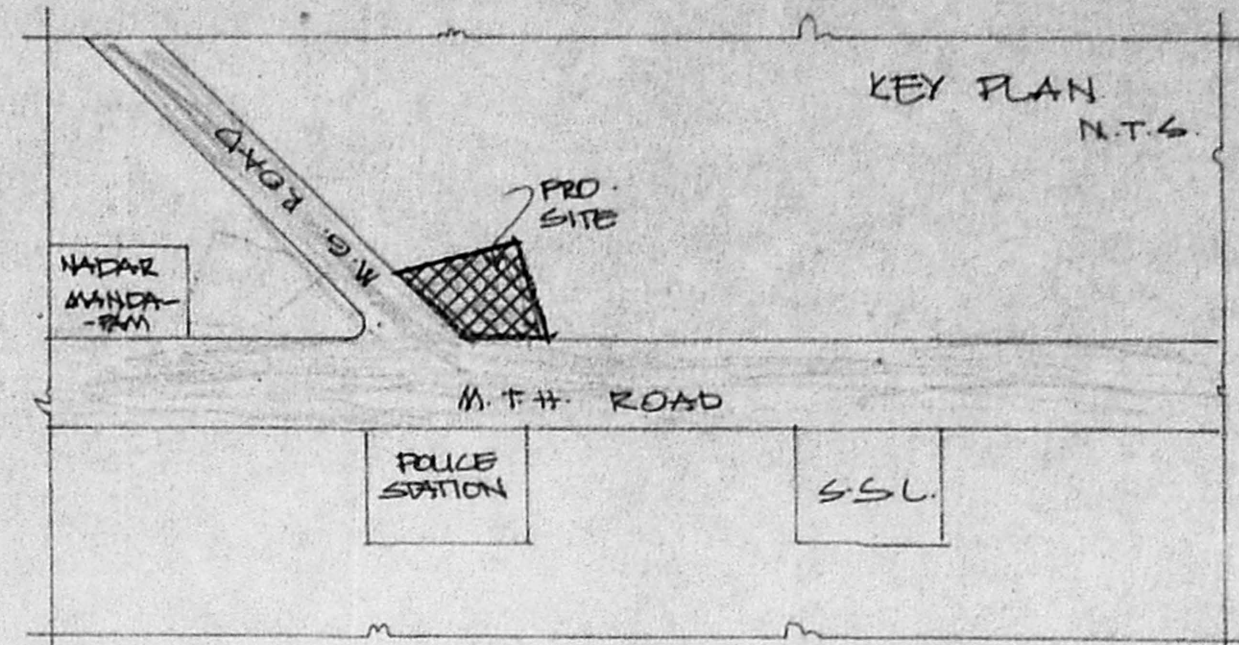 KEY PLAN
N.T.S.
M.G. ROAD
PRO.
SITE
NADAR
MANDA-
-PAM
M.T.H. ROAD
POLICE
STATION
S.S.L.